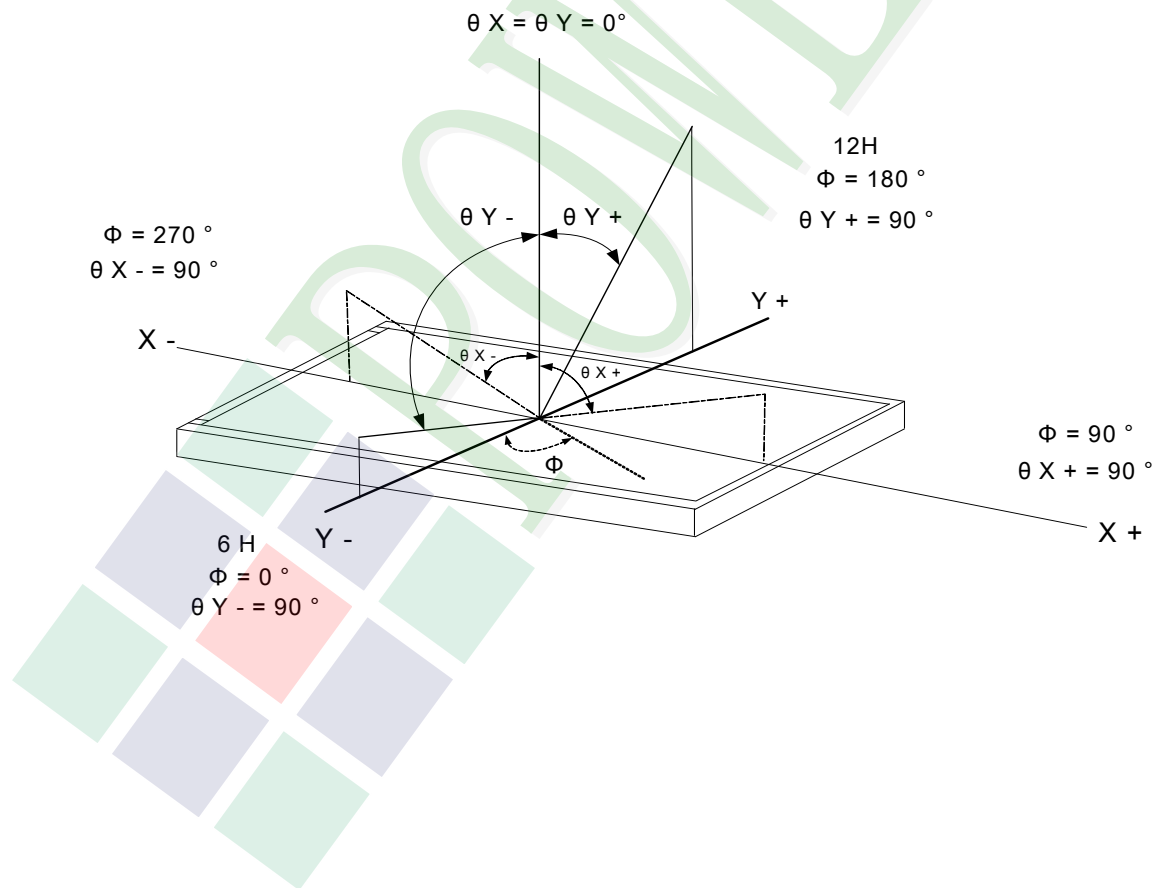 θ X = θ Y = 0°
12H
Φ = 180 °
θ Y + = 90 °
θ Y -
θ Y +
Φ = 270 °
θ X - = 90 °
Y +
X -
θ X -
θ X +
Φ = 90 °
θ X + = 90 °
Φ
X +
Y -
6 H
Φ = 0 °
θ Y - = 90 °